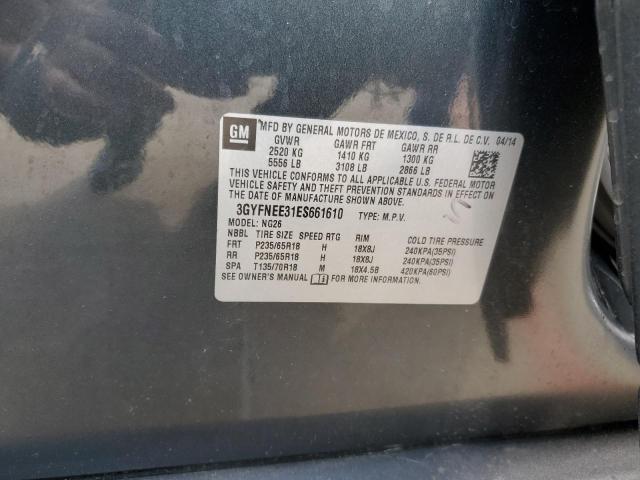 GM
MFD BY GENERAL MOTORS DE MEXICO, S. DE R.L. DE C.V. 04/14
GVWR GAWR FRT GAWR RR
2520 KG 1410 KG 1300 KG
5556 LB 3108 LB 2866 LB
THIS VEHICLE CONFORMS TO ALL APPLICABLE U.S. FEDERAL MOTOR
VEHICLE SAFETY AND THEFT PREVENTION STANDARDS IN EFFECT ON
THE DATE OF MANUFACTURE SHOWN ABOVE.
3GYFNEE31ES661610 TYPE: M.P.V.
MODEL: NG26
NBBL TIRE SIZE SPEED RTG RIM COLD TIRE PRESSURE
FRT P235/65R18 H 18X8J 240KPA(35PSI)
RR P235/65R18 H 18X8J 240KPA(35PSI)
SPA T135/70R18 M 18X4.5B 420KPA(60PSI)
SEE OWNER'S MANUAL FOR MORE INFORMATION.